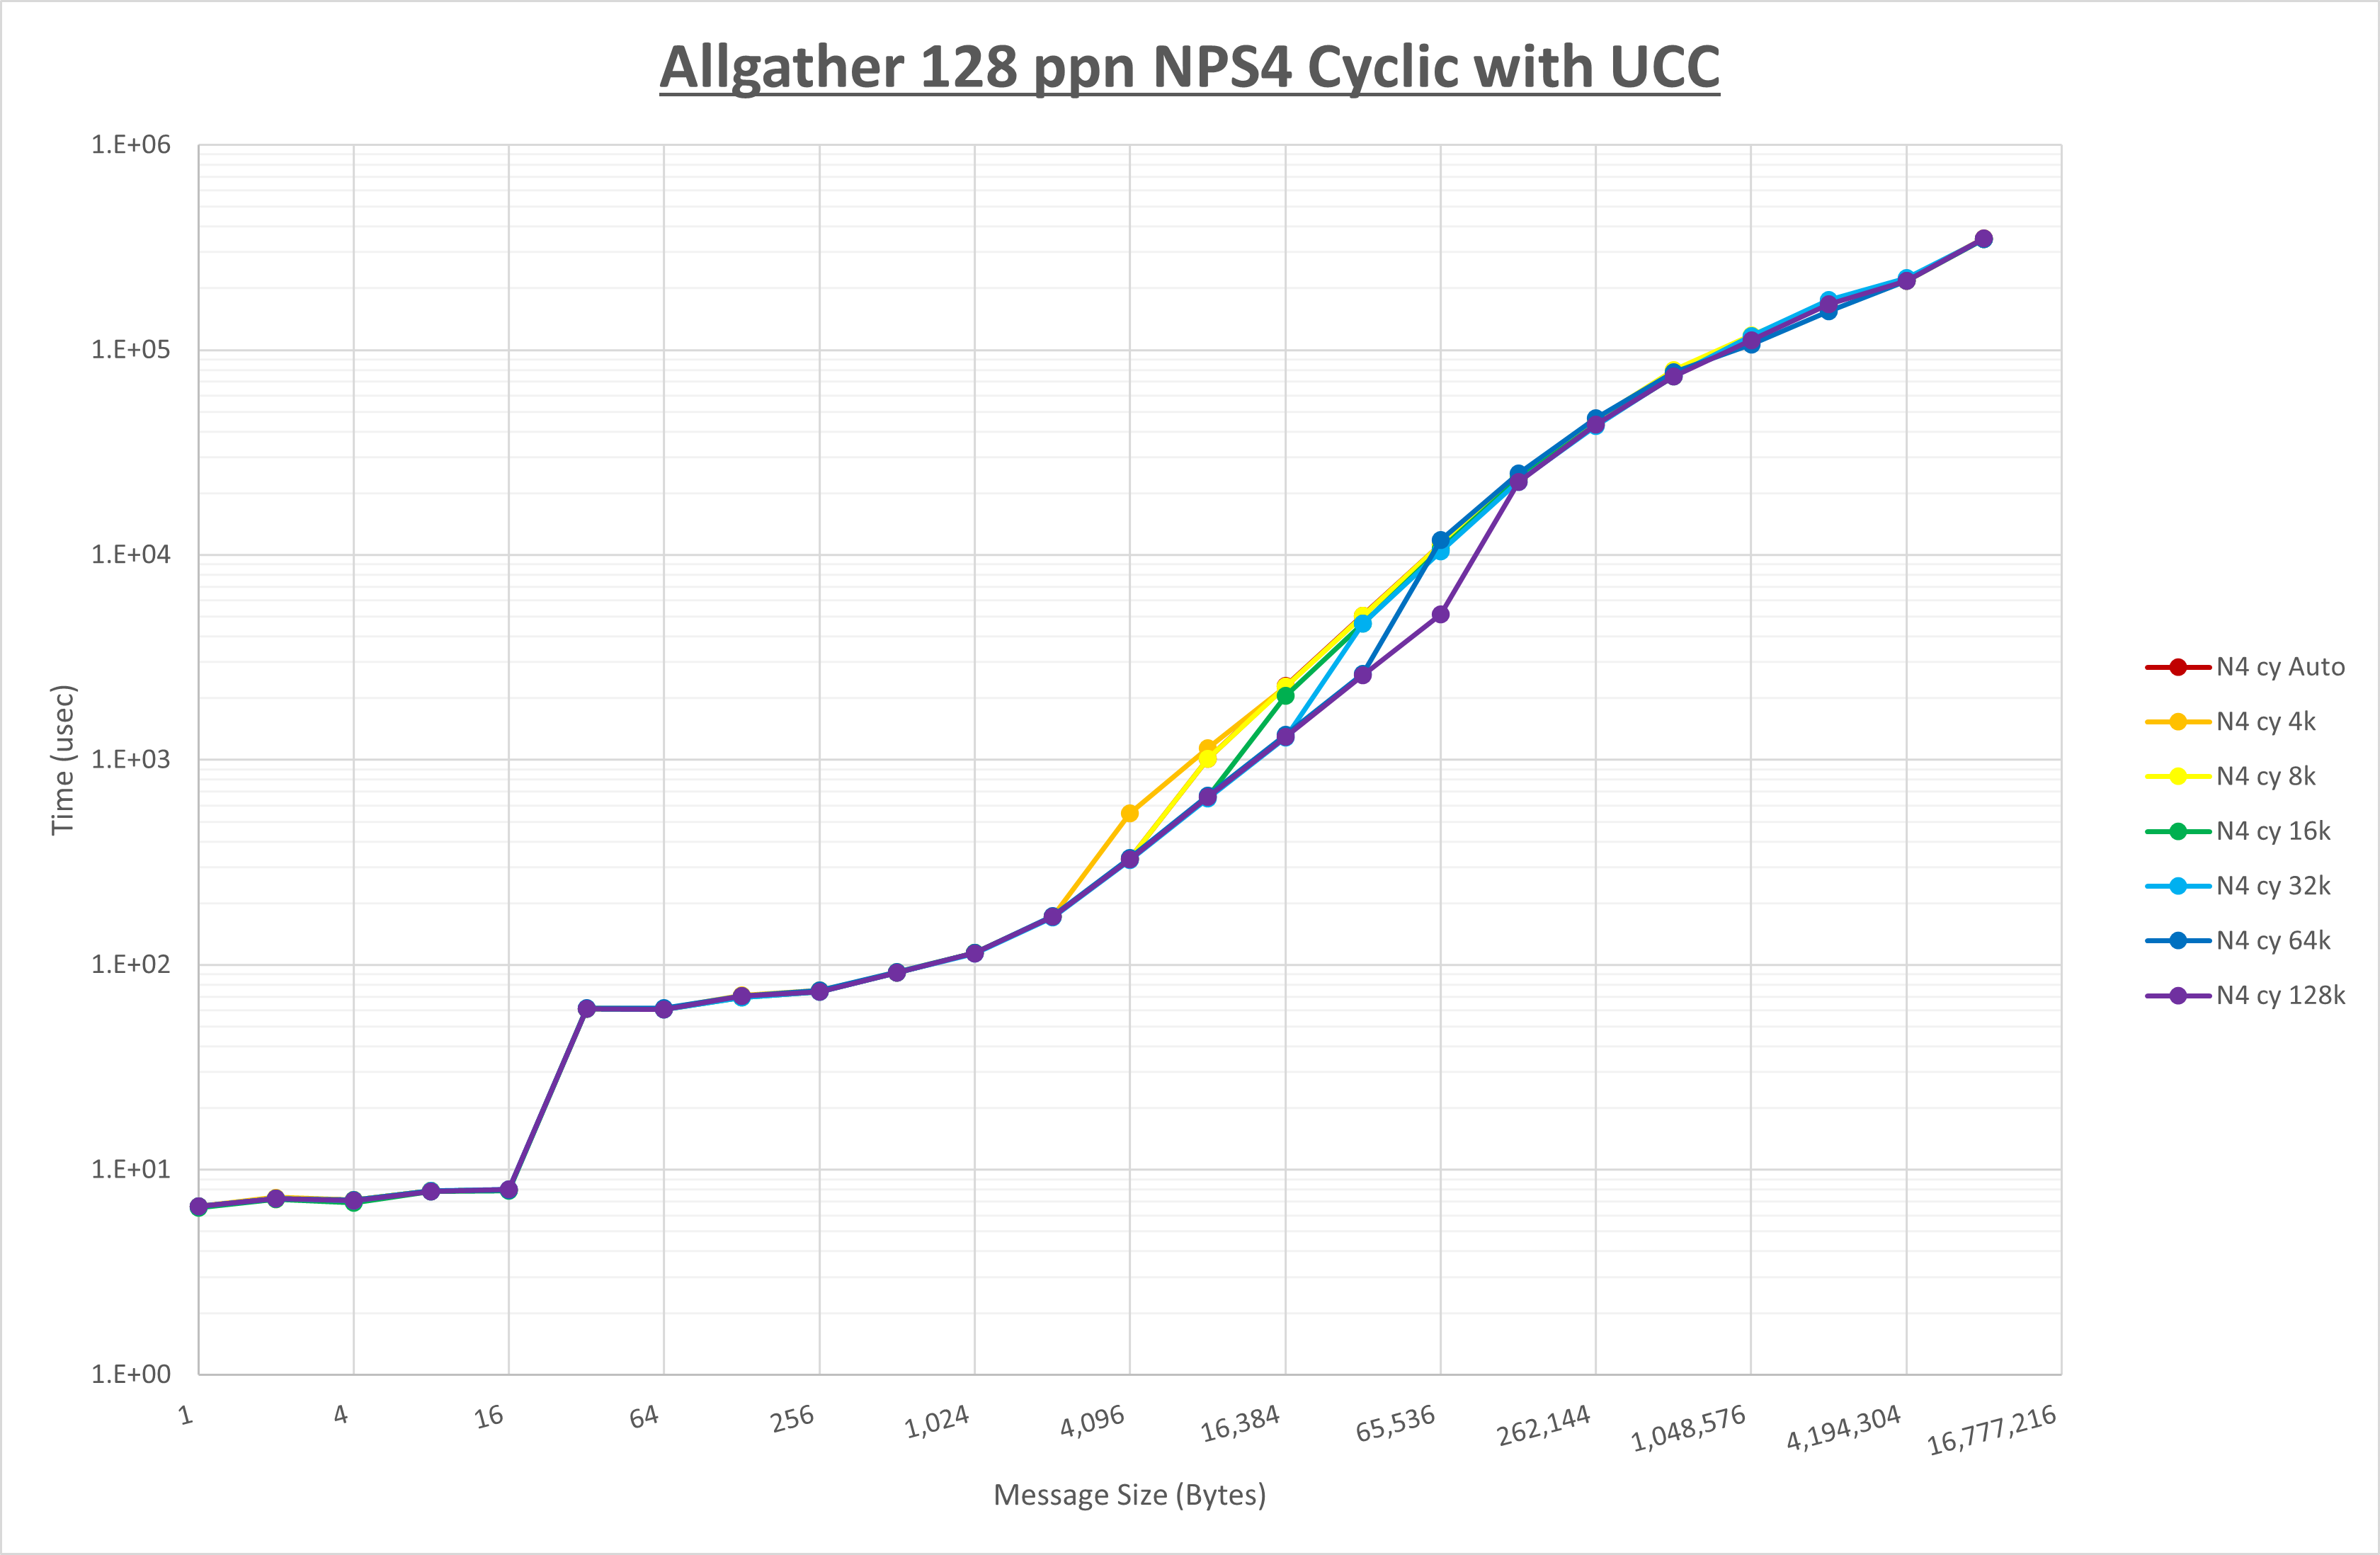 Allgather 128 ppn NPS4 Cyclic with UCC
1.E+06
1.E+05
1.E+04
1.E+03
1.E+02
1.E+01
1.E+00
Time (usec)
1
4
16
64
256
1,024
4,096
16,384
65,536
262,144
1,048,576
4,194,304
16,777,216
Message Size (Bytes)
N4 cy Auto
N4 cy 4k
N4 cy 8k
N4 cy 16k
N4 cy 32k
N4 cy 64k
N4 cy 128k